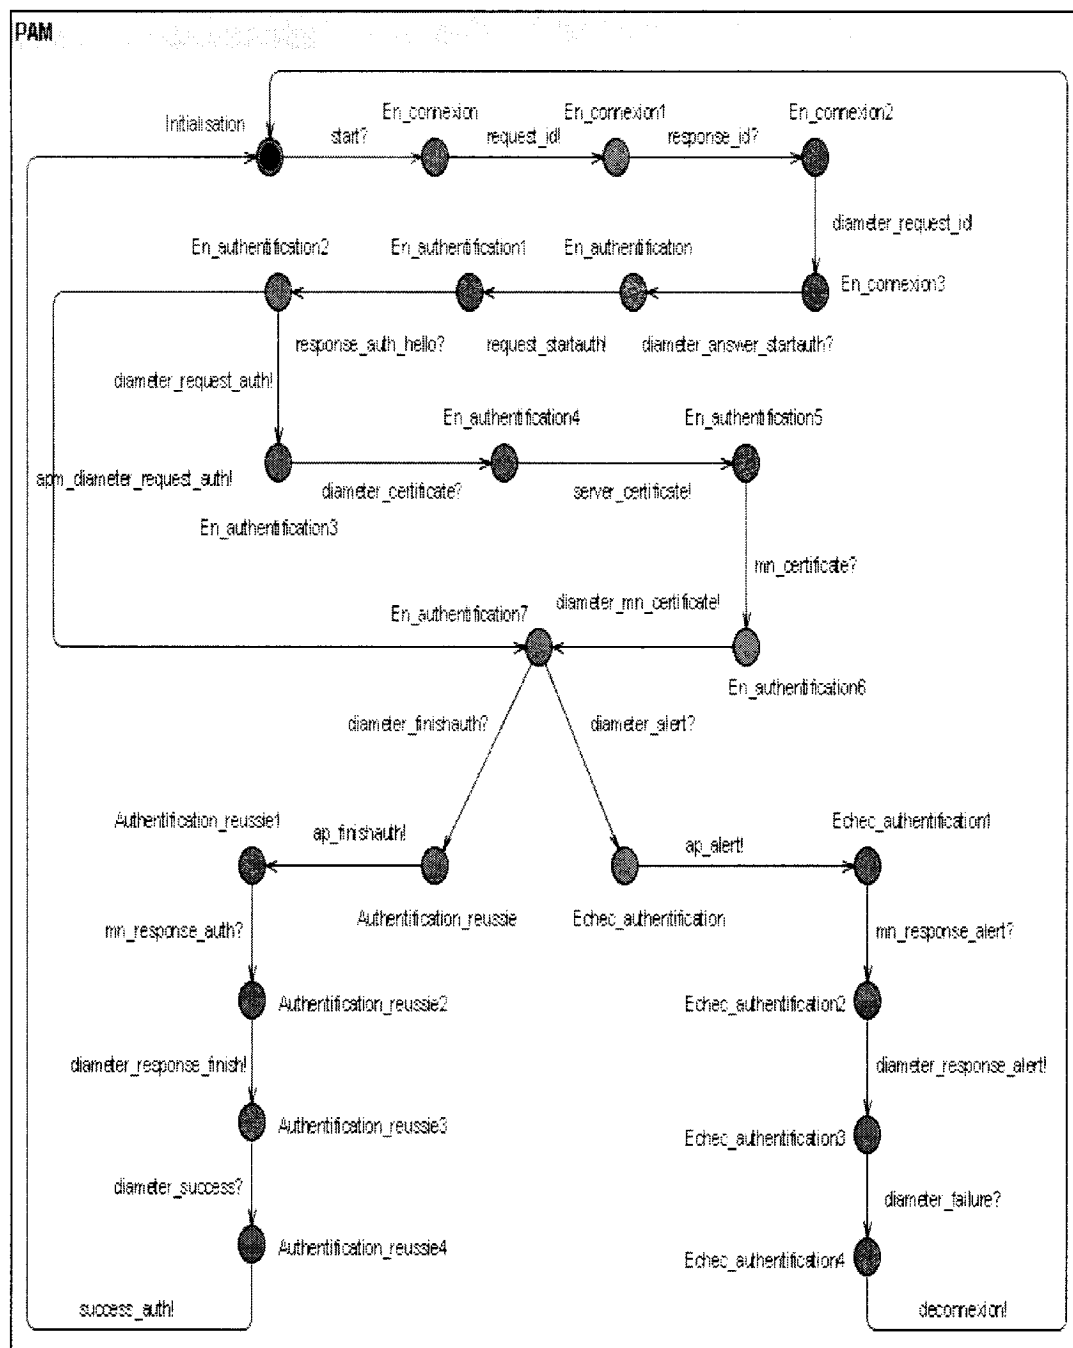 PAM
Initialisation
En_connexion
En_connexion1
En_connexion2
start?
request_id!
response_id?
diameter_request_id!
En_authentification2
En_authentification1
En_authentification
En_connexion3
response_auth_hello?
request_startauth!
diameter_answer_startauth?
diameter_request_auth!
En_authentification4
En_authentification5
apm_diameter_request_auth!
diameter_certificate?
server_certificate!
En_authentification3
mn_certificate?
En_authentification7
diameter_mn_certificate!
En_authentification6
diameter_finishauth?
diameter_alert?
Authentification_reussie1
ap_finishauth!
ap_alert!
Echec_authentification1
Authentification_reussie
Echec_authentification
mn_response_auth?
mn_response_alert?
Authentification_reussie2
Echec_authentification2
diameter_response_finish!
diameter_response_alert!
Authentification_reussie3
Echec_authentification3
diameter_success?
diameter_failure?
Authentification_reussie4
Echec_authentification4
success_auth!
deconnexion!